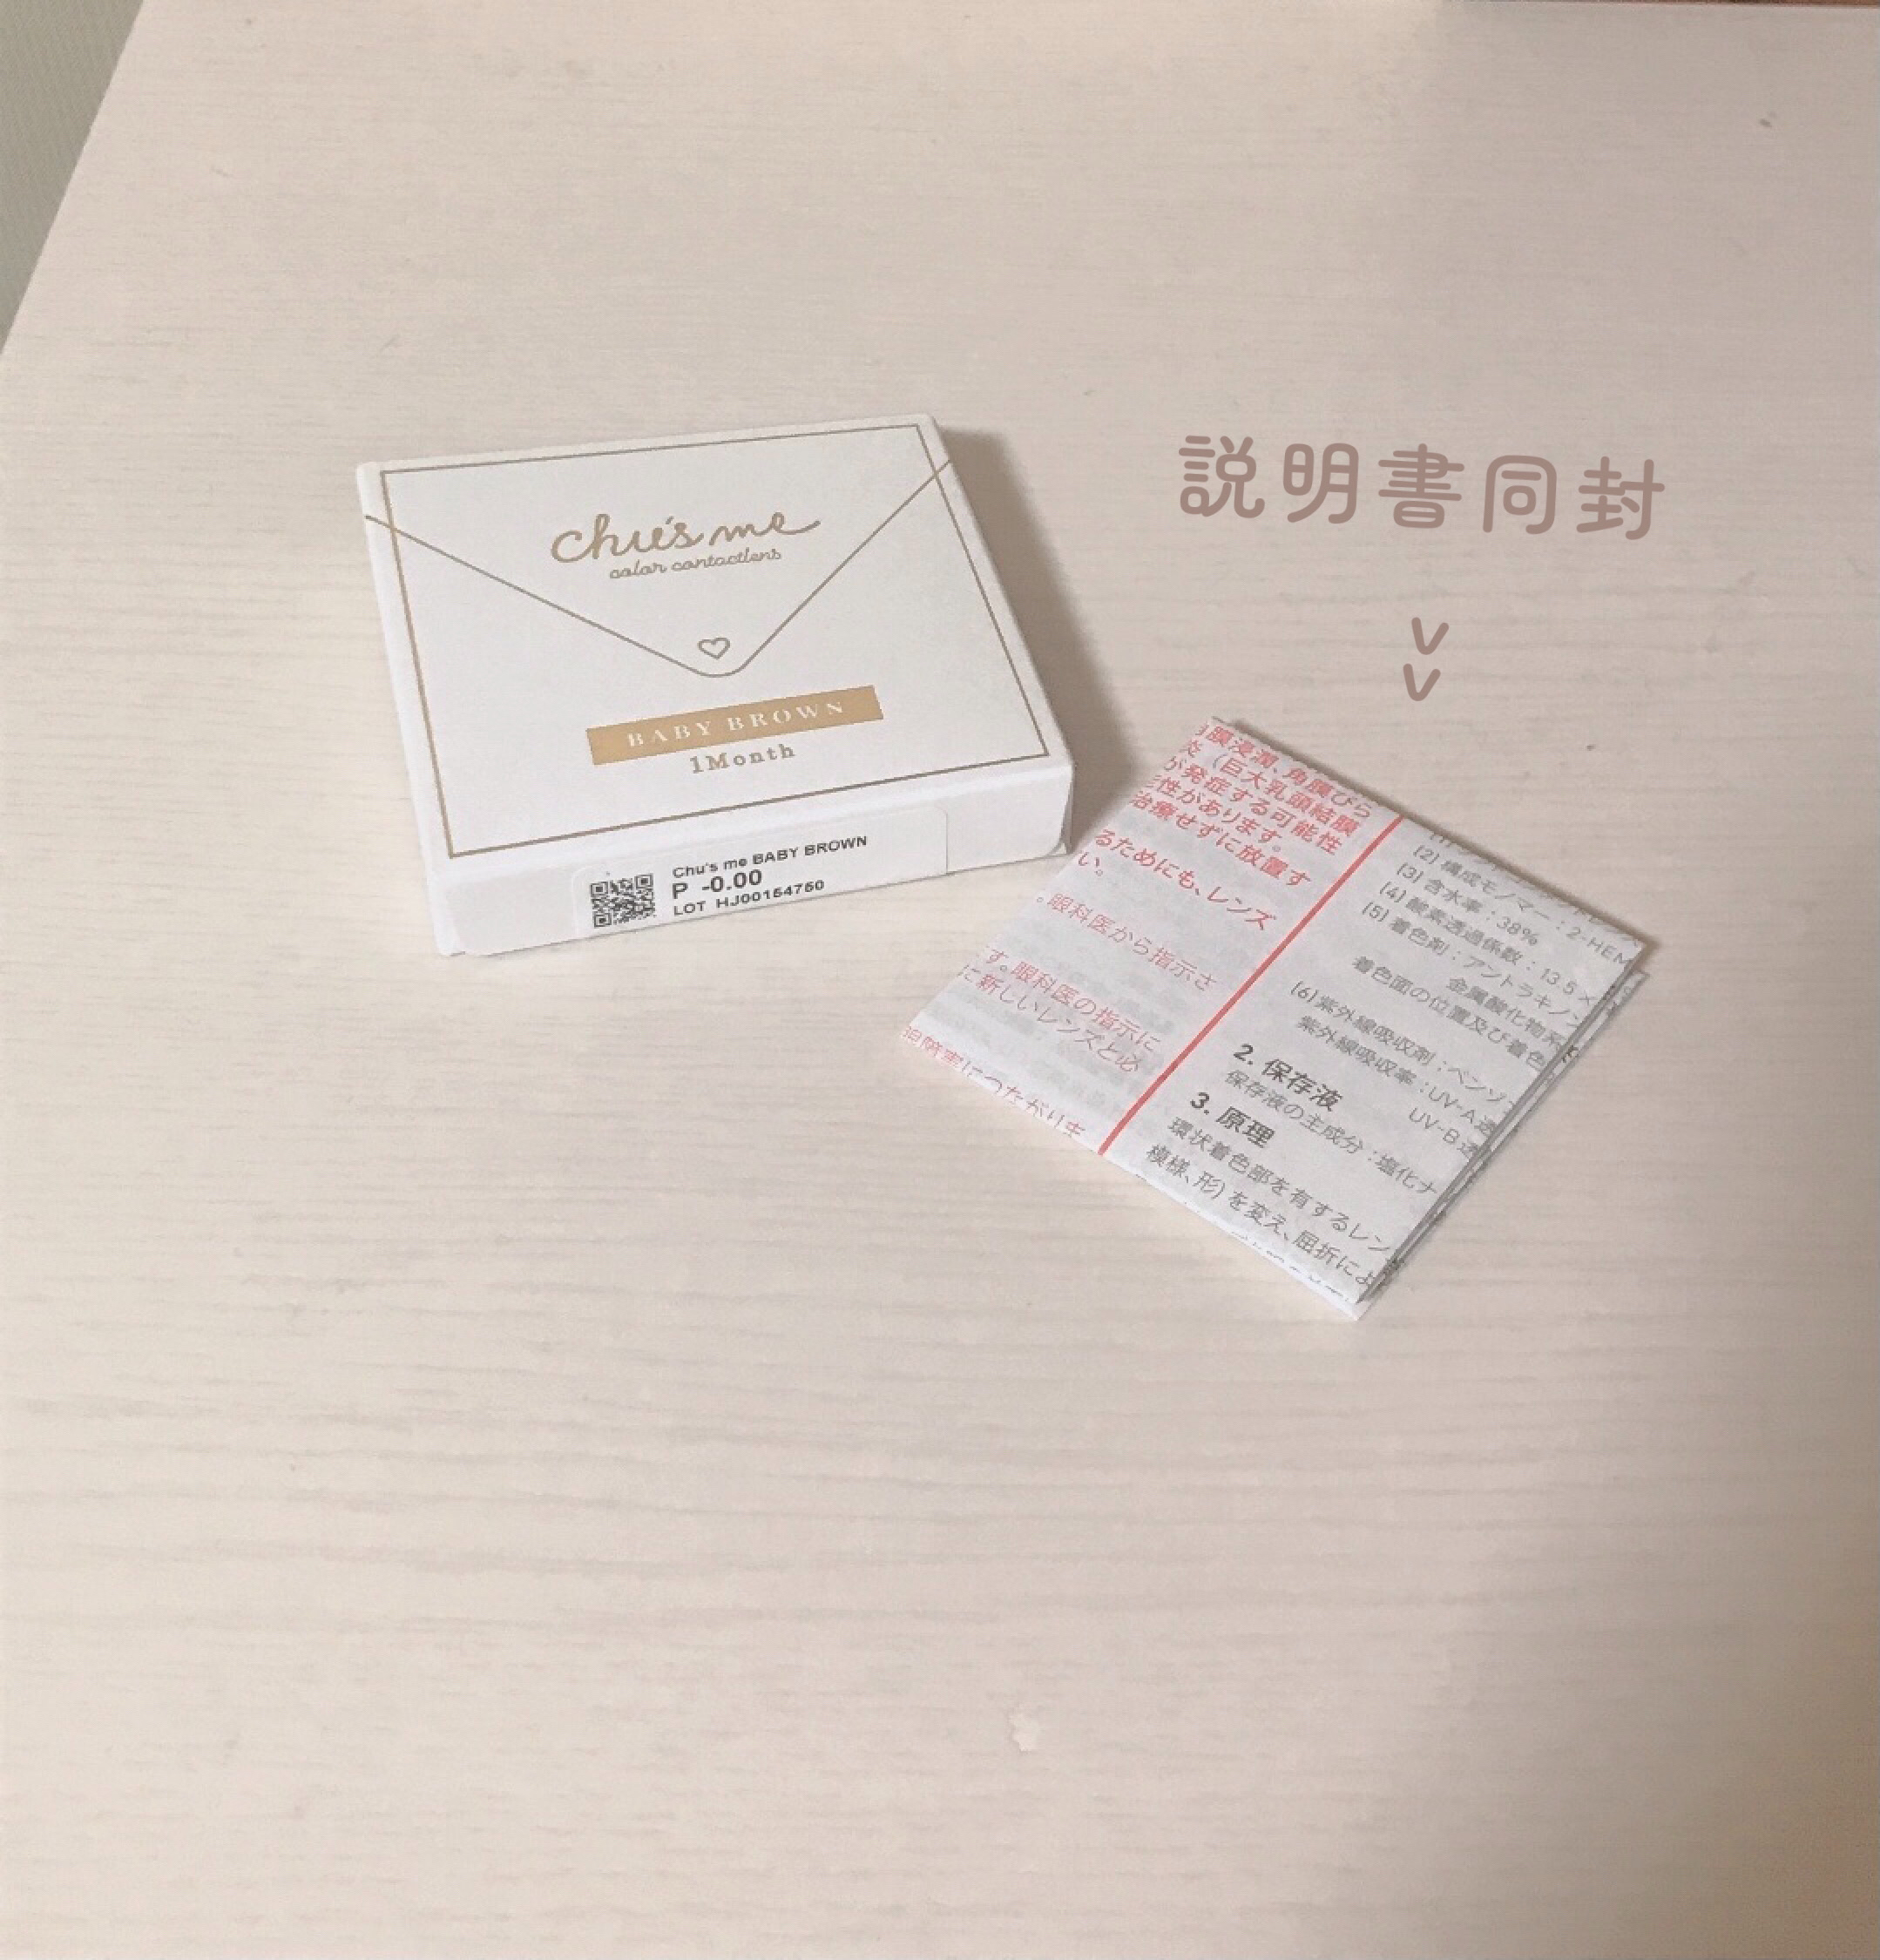 chu's me
color contactlens
BABY BROWN
1Month
Chu's me BABY BROWN
P -0.00
LOT HJ00154750
説明書同封
膜浸潤、角膜びら
炎（巨大乳頭結膜
が発症する可能性
性があります。
治療せずに放置す
るためにも、レンズ
い。
。眼科医から指示さ
す。眼科医の指示に
に新しいレンズと必
(2) 構成モノマー：2-HEM
(3) 含水率：38%
(4) 酸素透過係数：13.5×
(5) 着色剤：アントラキノン
金属酸化物系
着色面の位置及び着色
(6) 紫外線吸収剤：ベンゾ
紫外線吸収率：UV-A透
UV-B透
2. 保存液
保存液の主成分：塩化ナ
3. 原理
環状着色部を有するレン
模様、形）を変え、屈折によ